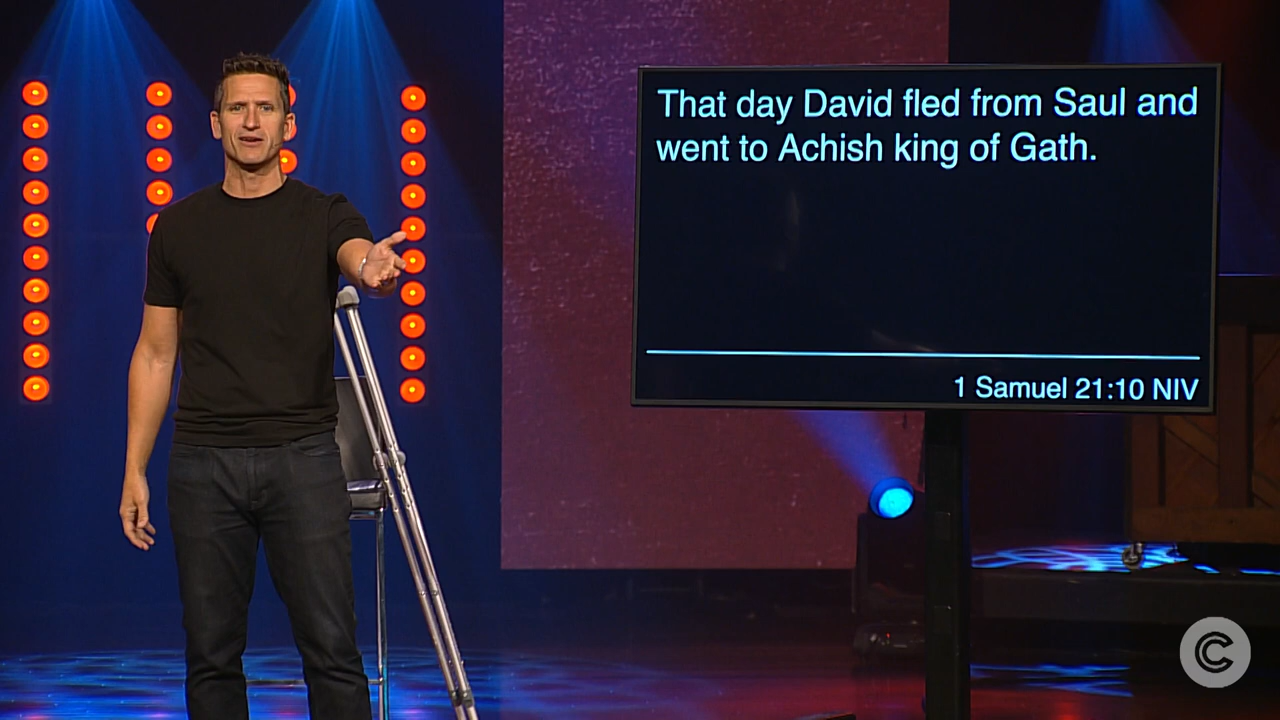 That day David fled from Saul and
went to Achish king of Gath.
1 Samuel 21:10 NIV
C